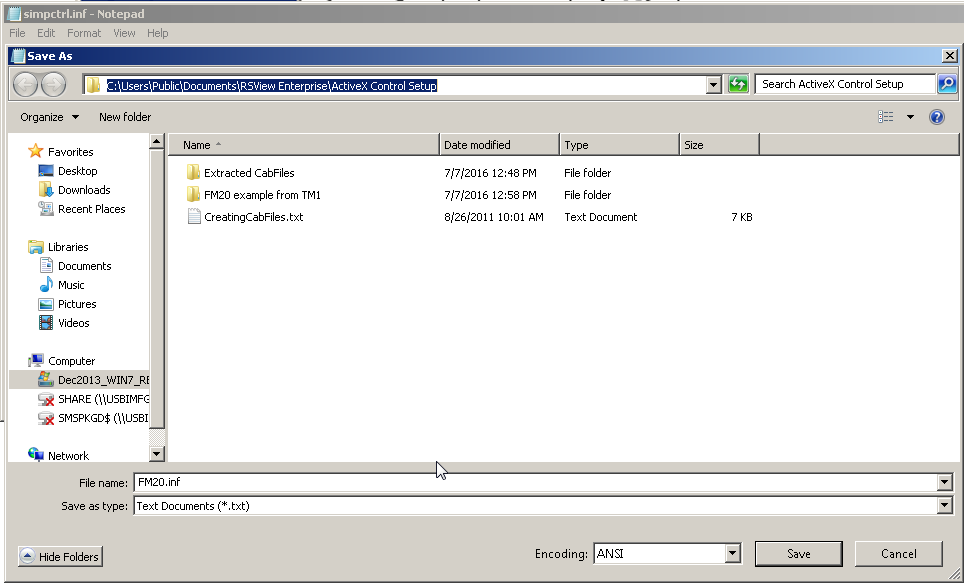 simpctrl.inf - Notepad
File Edit Format View Help
Save As
C:\Users\Public\Documents\RSView Enterprise\ActiveX Control Setup
Search ActiveX Control Setup
Organize New folder
Name Date modified Type Size
Favorites
Desktop
Downloads
Recent Places
Libraries
Documents
Music
Pictures
Videos
Computer
Dec2013_WIN7_RE
SHARE (\\USBIMFG
SMSPKGD$ (\\USBI
Network
Extracted CabFiles 7/7/2016 12:48 PM File folder
FM20 example from TM1 7/7/2016 12:58 PM File folder
CreatingCabFiles.txt 8/26/2011 10:01 AM Text Document 7 KB
File name: FM20.inf
Save as type: Text Documents (*.txt)
Hide Folders
Encoding: ANSI
Save
Cancel